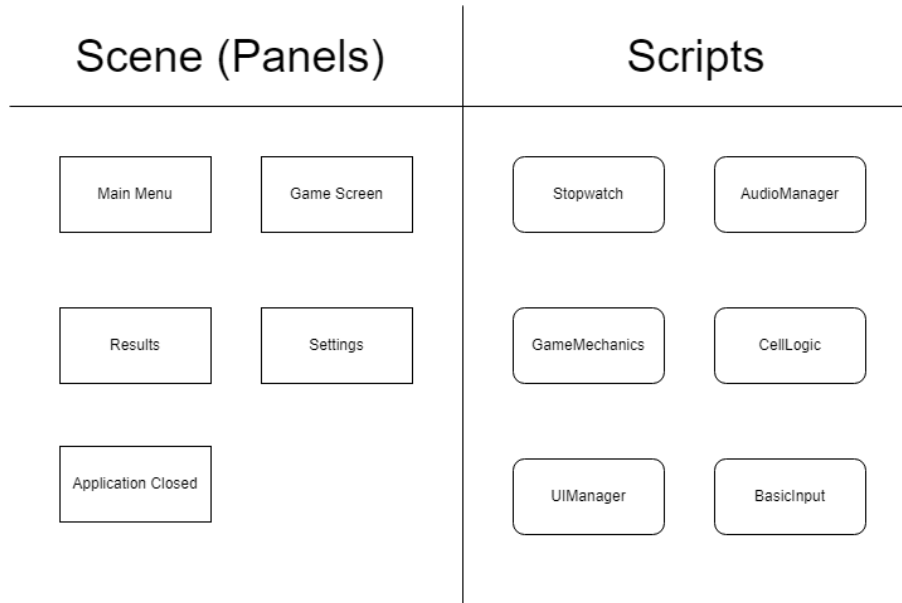 Scene (Panels)
Scripts
Main Menu
Game Screen
Stopwatch
AudioManager
Results
Settings
GameMechanics
CellLogic
Application Closed
UIManager
BasicInput